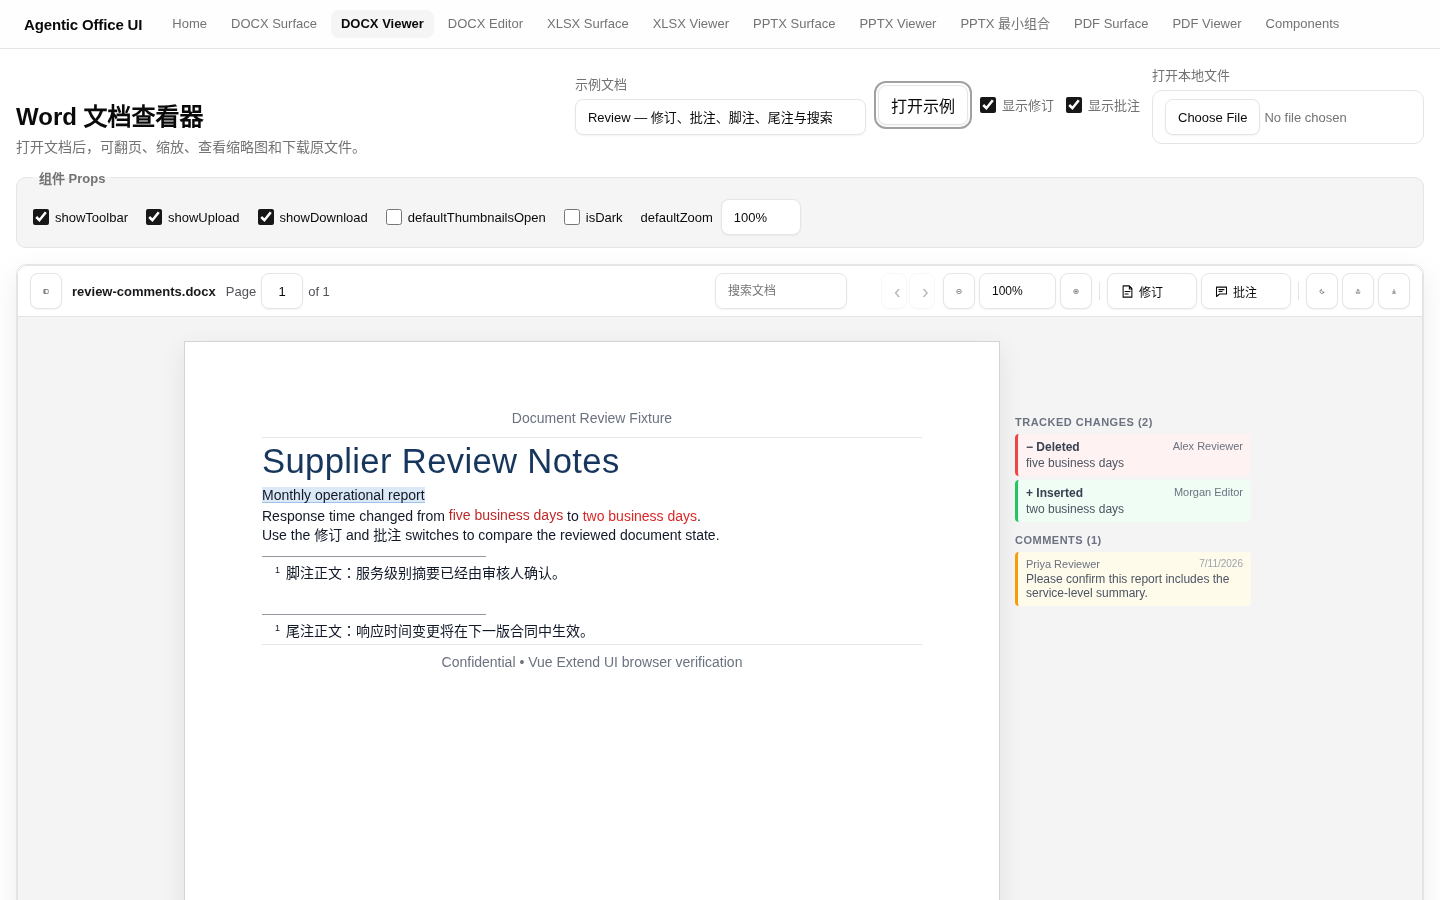 Agentic Office UI Home DOCX Surface DOCX Viewer DOCX Editor XLSX Surface XLSX Viewer PPTX Surface PPTX Viewer PPTX 最小组合 PDF Surface PDF Viewer Components
Word 文档查看器
打开文档后，可翻页、缩放、查看缩略图和下载原文件。
示例文档
Review — 修订、批注、脚注、尾注与搜索
打开示例
显示修订
显示批注
打开本地文件
Choose File No file chosen
组件 Props
showToolbar showUpload showDownload defaultThumbnailsOpen isDark defaultZoom 100%
review-comments.docx Page 1 of 1 搜索文档 ‹ › 100% 修订 批注
Document Review Fixture
Supplier Review Notes
Monthly operational report
Response time changed from five business days to two business days.
Use the 修订 and 批注 switches to compare the reviewed document state.
1 脚注正文：服务级别摘要已经由审核人确认。
1 尾注正文：响应时间变更将在下一版合同中生效。
Confidential • Vue Extend UI browser verification
TRACKED CHANGES (2)
− Deleted Alex Reviewer
five business days
+ Inserted Morgan Editor
two business days
COMMENTS (1)
Priya Reviewer 7/11/2026
Please confirm this report includes the
service-level summary.